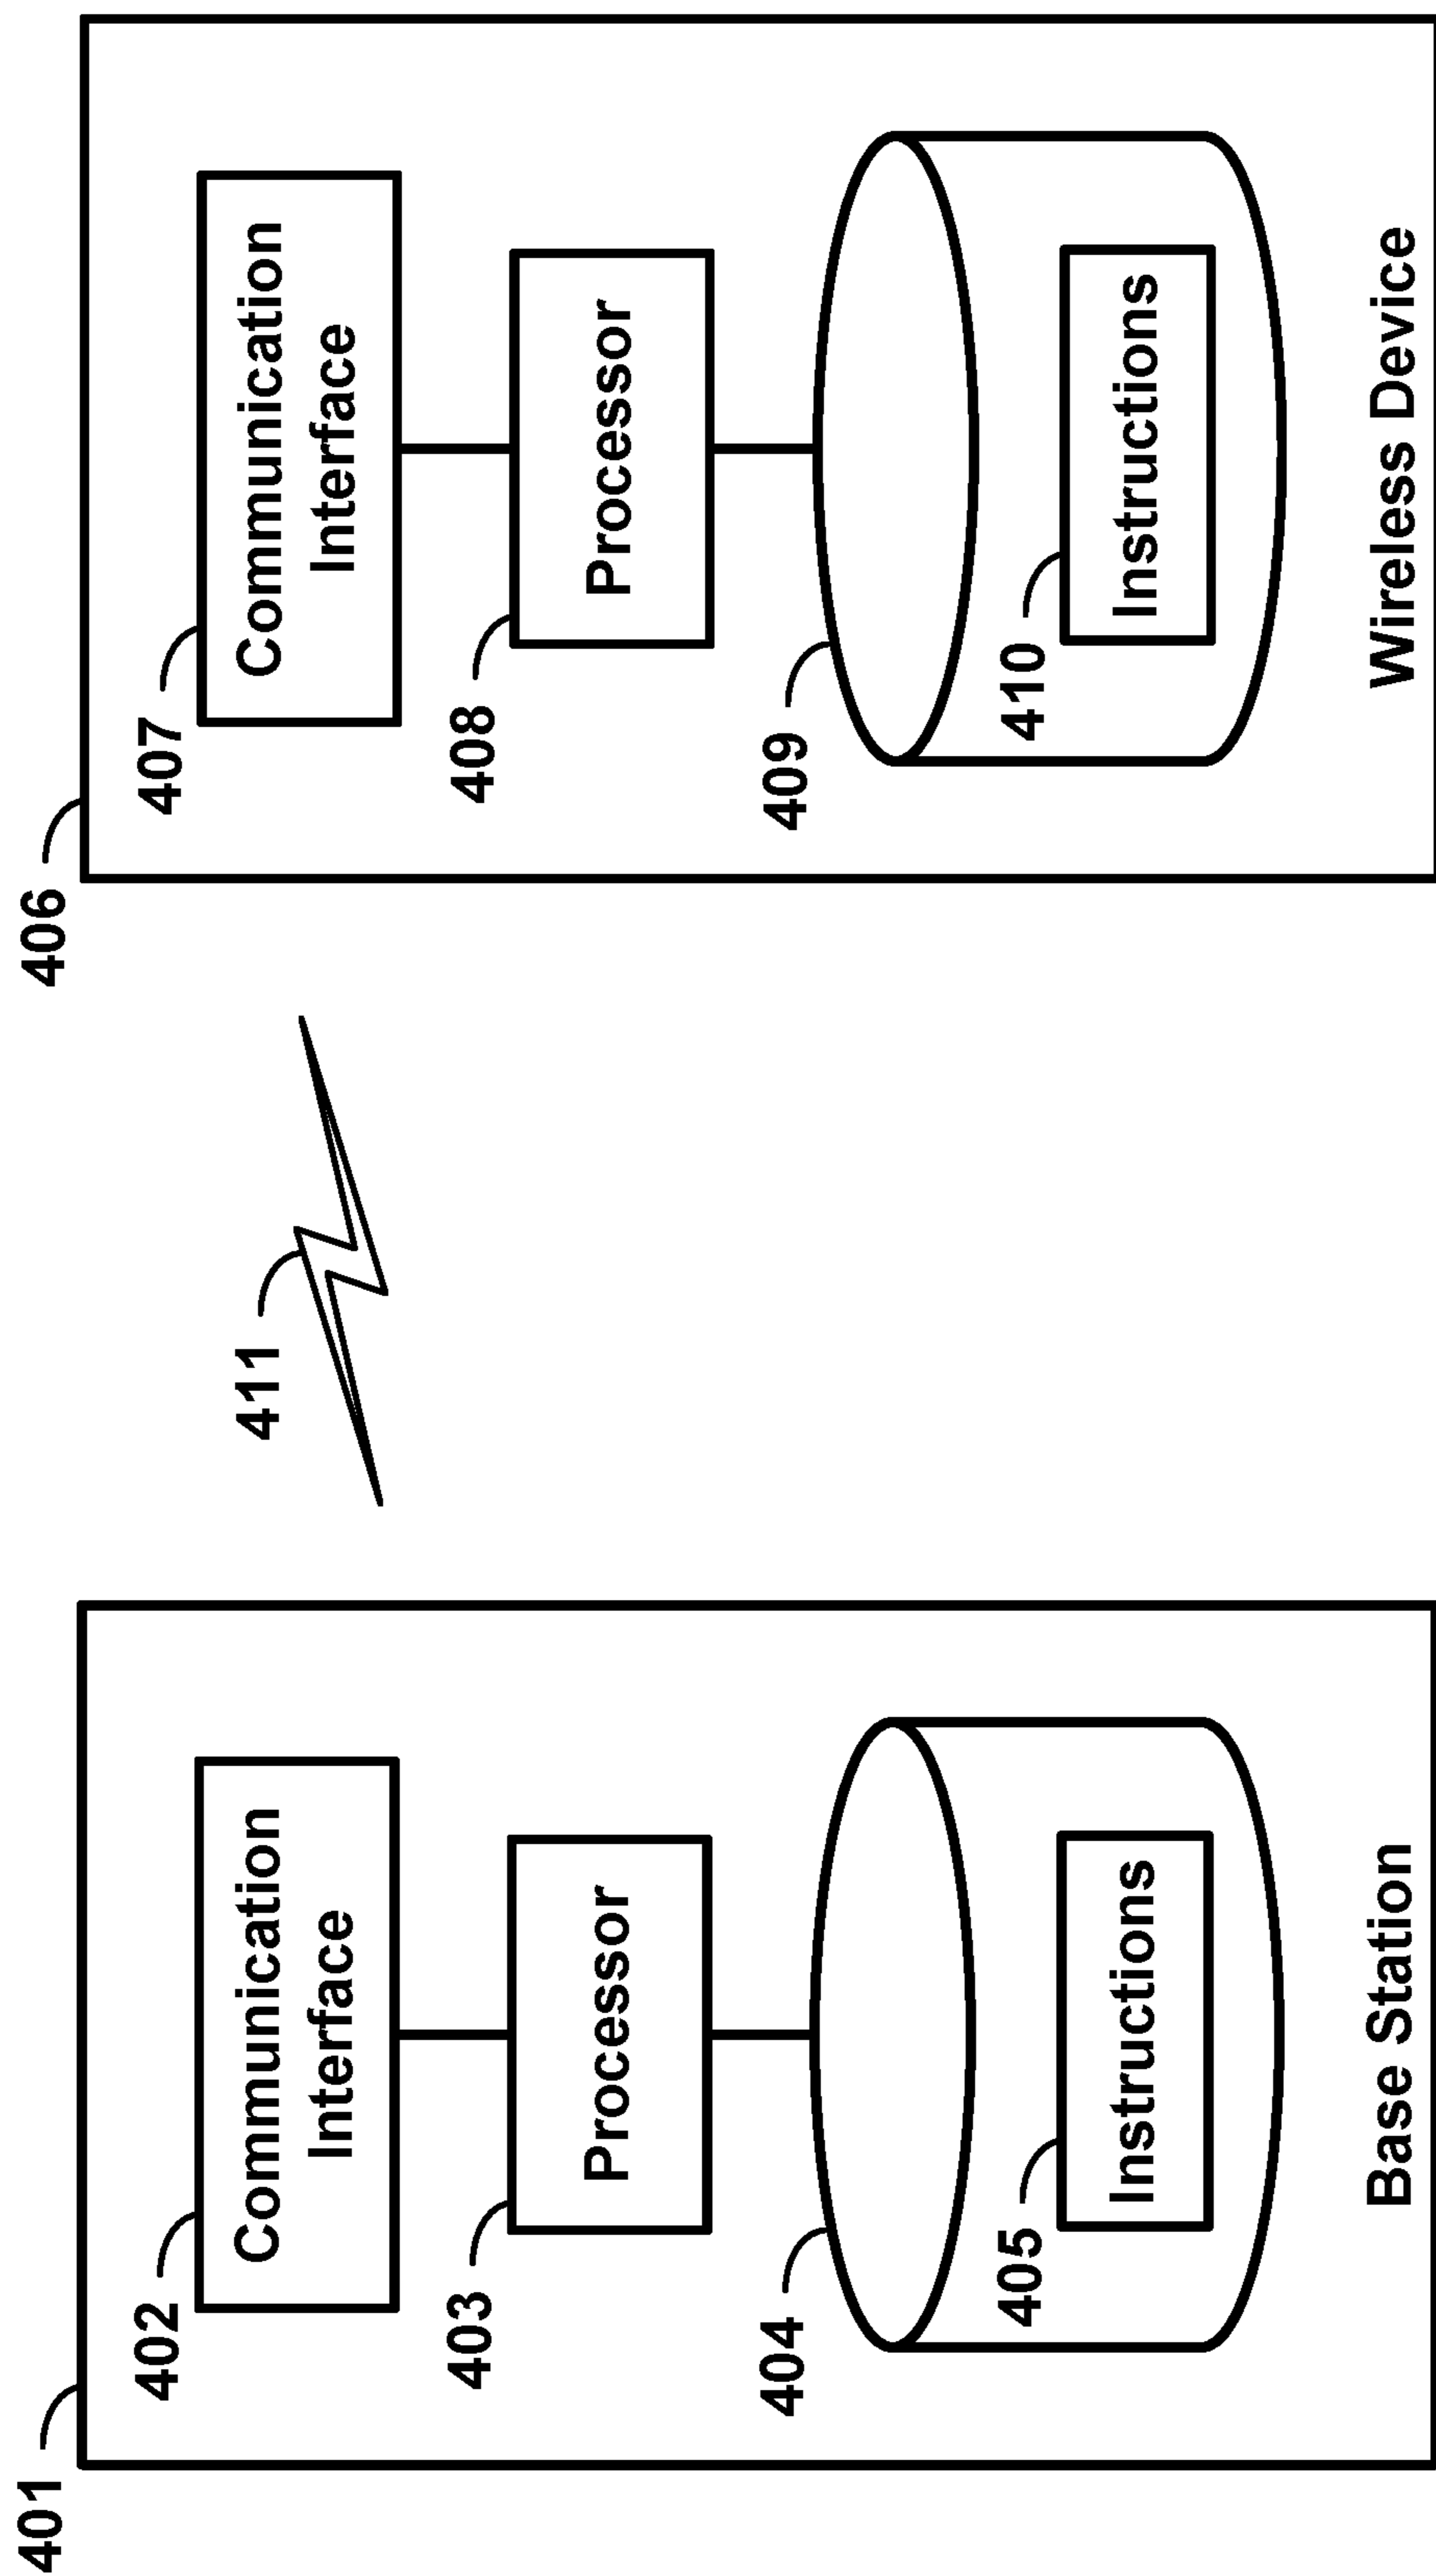 401
402
Communication
Interface
403
Processor
404
405
Instructions
Base Station
411
406
407
Communication
Interface
408
Processor
409
410
Instructions
Wireless Device